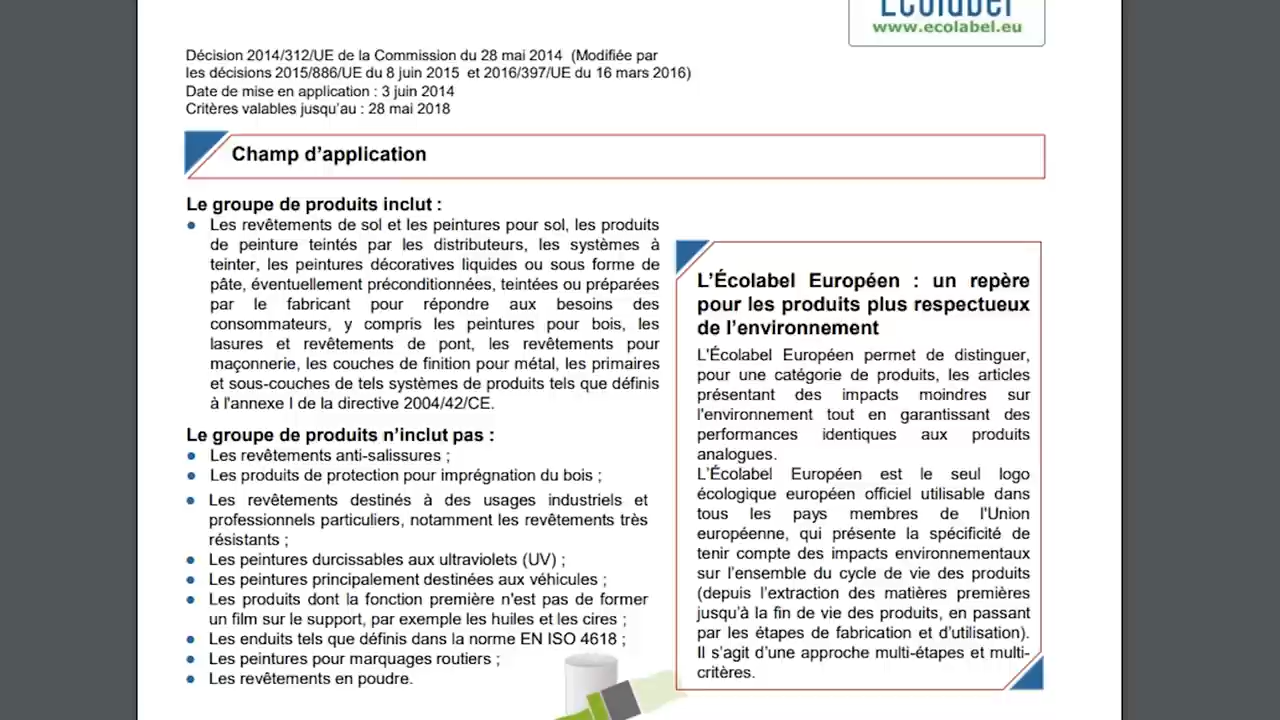 Ecolabel
www.ecolabel.eu
Décision 2014/312/UE de la Commission du 28 mai 2014 (Modifiée par
les décisions 2015/886/UE du 8 juin 2015 et 2016/397/UE du 16 mars 2016)
Date de mise en application : 3 juin 2014
Critères valables jusqu’au : 28 mai 2018
Champ d’application
Le groupe de produits inclut :
• Les revêtements de sol et les peintures pour sol, les produits
de peinture teintés par les distributeurs, les systèmes à
teinter, les peintures décoratives liquides ou sous forme de
pâte, éventuellement préconditionnées, teintées ou préparées
par le fabricant pour répondre aux besoins des
consommateurs, y compris les peintures pour bois, les
lasures et revêtements de pont, les revêtements pour
maçonnerie, les couches de finition pour métal, les primaires
et sous-couches de tels systèmes de produits tels que définis
à l'annexe I de la directive 2004/42/CE.
Le groupe de produits n’inclut pas :
• Les revêtements anti-salissures ;
• Les produits de protection pour imprégnation du bois ;
• Les revêtements destinés à des usages industriels et
professionnels particuliers, notamment les revêtements très
résistants ;
• Les peintures durcissables aux ultraviolets (UV) ;
• Les peintures principalement destinées aux véhicules ;
• Les produits dont la fonction première n'est pas de former
un film sur le support, par exemple les huiles et les cires ;
• Les enduits tels que définis dans la norme EN ISO 4618 ;
• Les peintures pour marquages routiers ;
• Les revêtements en poudre.
L’Écolabel Européen : un repère
pour les produits plus respectueux
de l’environnement
L'Écolabel Européen permet de distinguer,
pour une catégorie de produits, les articles
présentant des impacts moindres sur
l'environnement tout en garantissant des
performances identiques aux produits
analogues.
L’Écolabel Européen est le seul logo
écologique européen officiel utilisable dans
tous les pays membres de l'Union
européenne, qui présente la spécificité de
tenir compte des impacts environnementaux
sur l’ensemble du cycle de vie des produits
(depuis l’extraction des matières premières
jusqu’à la fin de vie des produits, en passant
par les étapes de fabrication et d’utilisation).
Il s’agit d’une approche multi-étapes et multi-
critères.